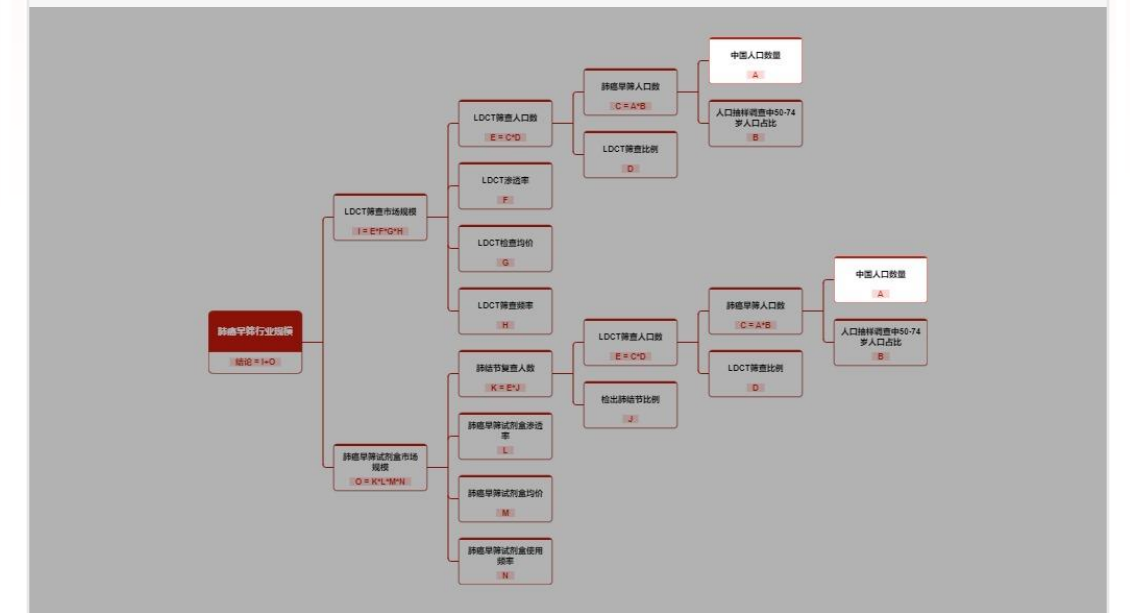 中国人口数量
A
肺癌早筛人口数
C = A*B
人口抽样调查中50-74
岁人口占比
B
LDCT筛查人口数
E = C*D
LDCT筛查比例
D
LDCT渗透率
F
LDCT筛查市场规模
I = E*F*G*H
LDCT检查均价
G
LDCT筛查频率
H
肺癌早筛行业规模
结论 = I+O
中国人口数量
A
肺癌早筛人口数
C = A*B
人口抽样调查中50-74
岁人口占比
B
LDCT筛查人口数
E = C*D
LDCT筛查比例
D
肺结节复查人数
K = E*J
检出肺结节比例
J
肺癌早筛试剂盒渗透
率
L
肺癌早筛试剂盒市场
规模
O = K*L*M*N
肺癌早筛试剂盒均价
M
肺癌早筛试剂盒使用
频率
N